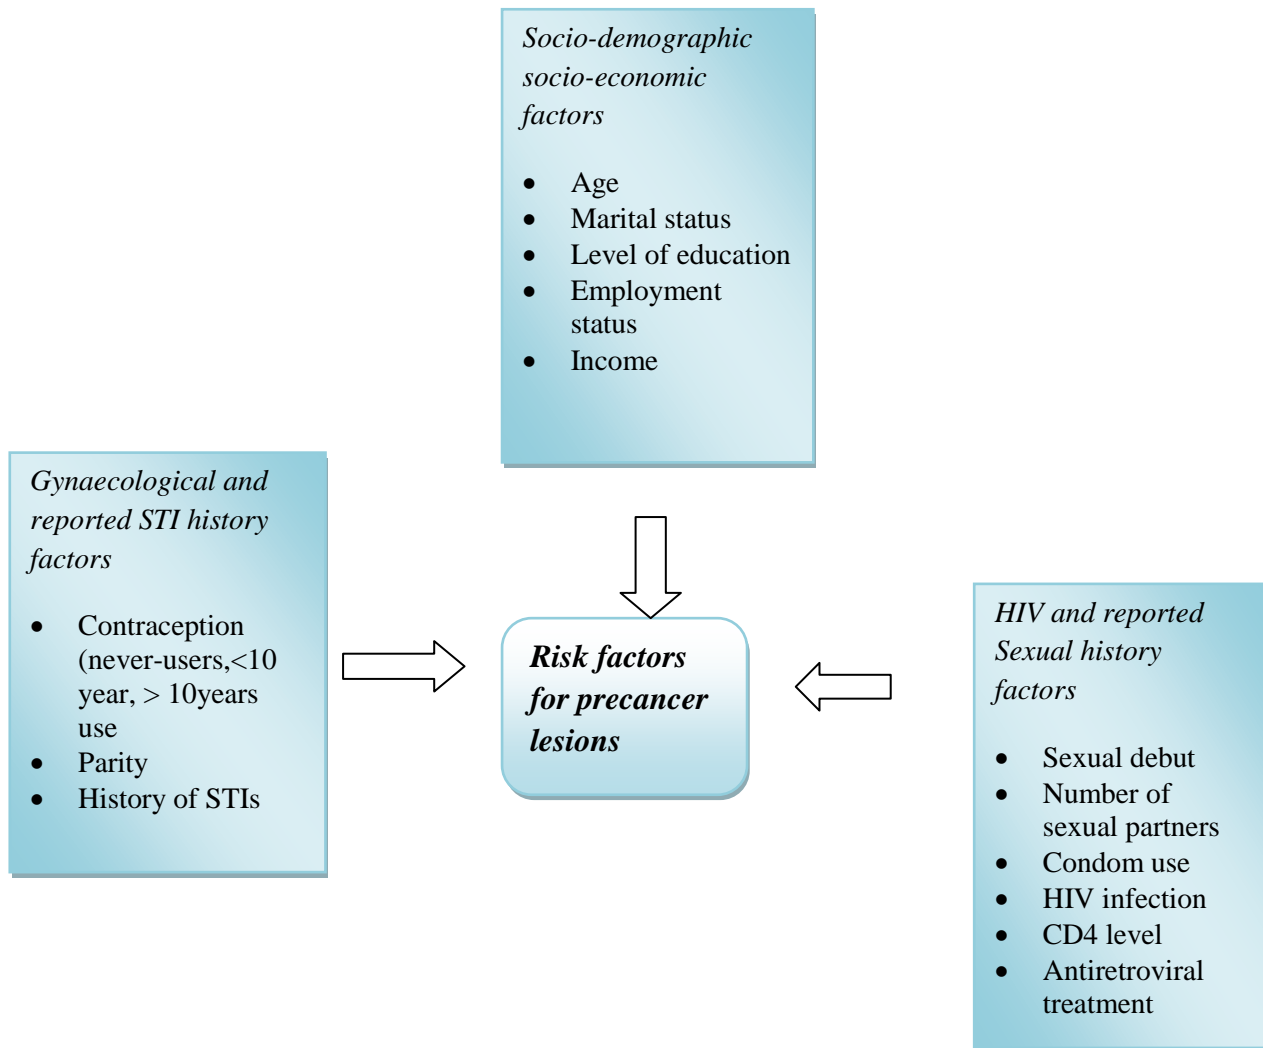 Socio-demographic
socio-economic
factors
• Age
• Marital status
• Level of education
• Employment
status
• Income
Gynaecological and
reported STI history
factors
• Contraception
(never-users,<10
year, > 10years
use
• Parity
• History of STIs
Risk factors
for precancer
lesions
HIV and reported
Sexual history
factors
• Sexual debut
• Number of
sexual partners
• Condom use
• HIV infection
• CD4 level
• Antiretroviral
treatment